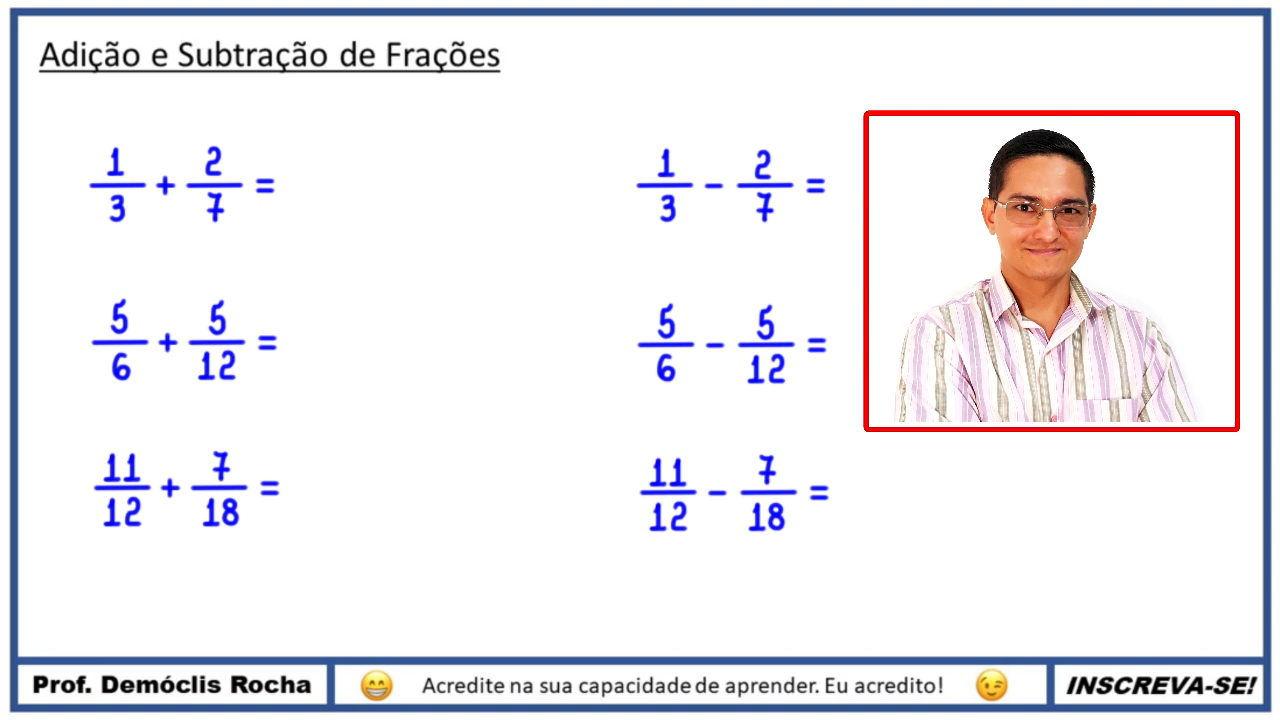 Adição e Subtração de Frações
1/3 + 2/7 =
1/3 − 2/7 =
5/6 + 5/12 =
5/6 − 5/12 =
11/12 + 7/18 =
11/12 − 7/18 =
Prof. Demóclis Rocha
Acredite na sua capacidade de aprender. Eu acredito!
INSCREVA-SE!